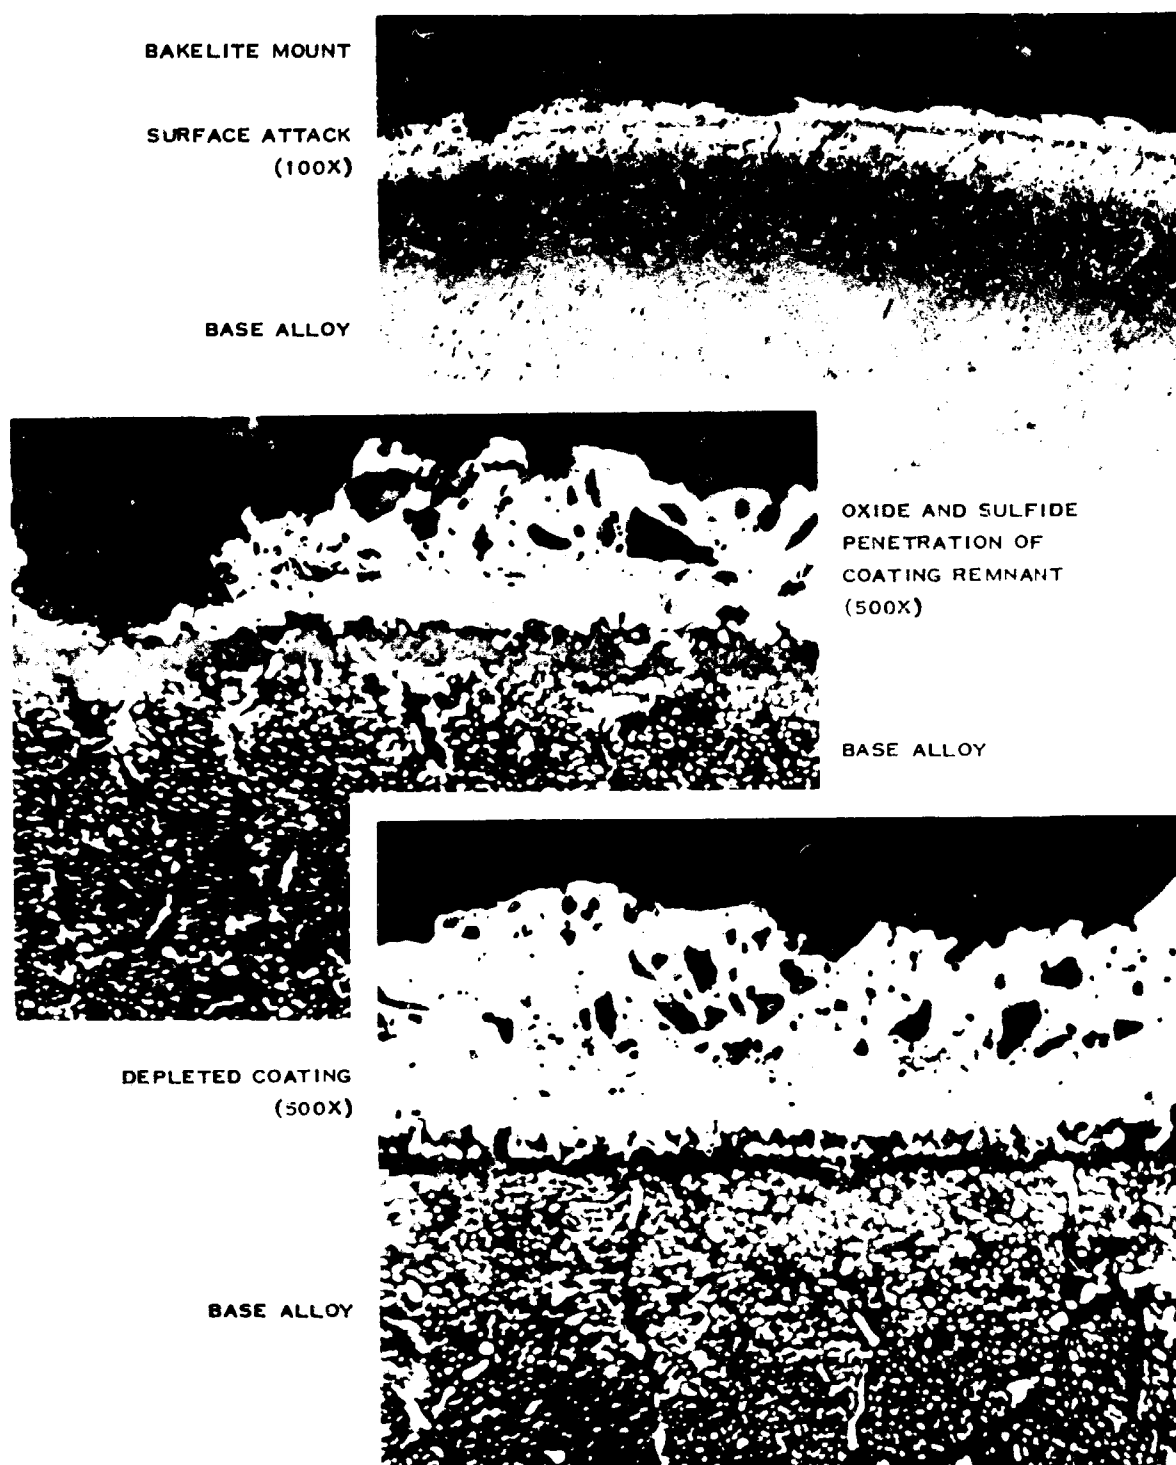 BAKELITE MOUNT
SURFACE ATTACK
(100X)
BASE ALLOY
OXIDE AND SULFIDE
PENETRATION OF
COATING REMNANT
(500X)
BASE ALLOY
DEPLETED COATING
(500X)
BASE ALLOY